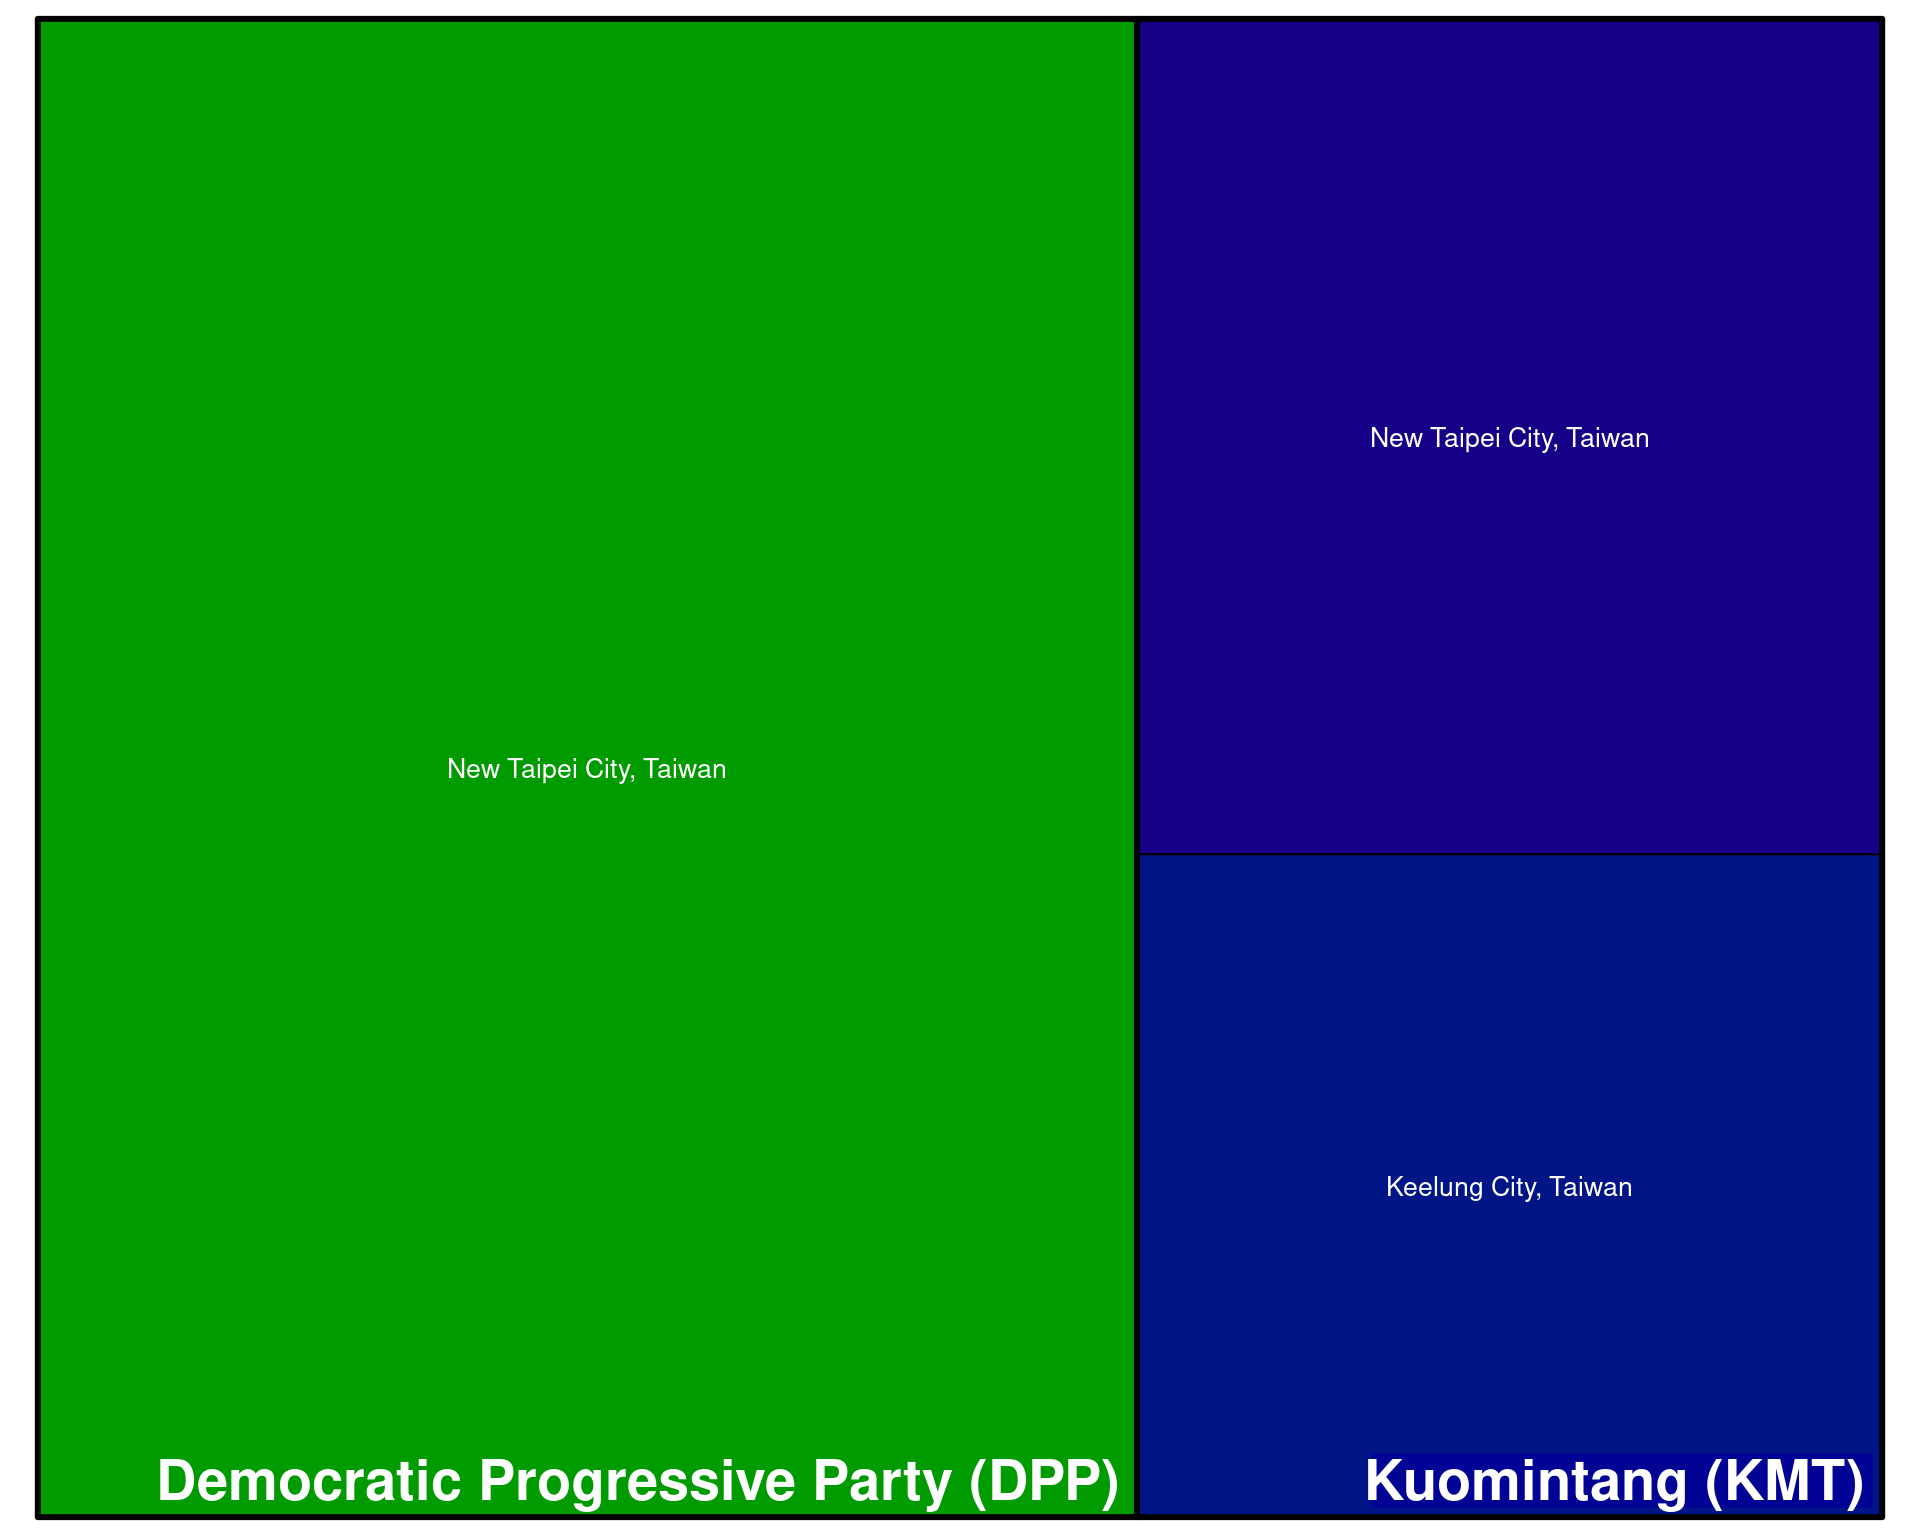 New Taipei City, Taiwan
Democratic Progressive Party (DPP)
New Taipei City, Taiwan
Keelung City, Taiwan
Kuomintang (KMT)